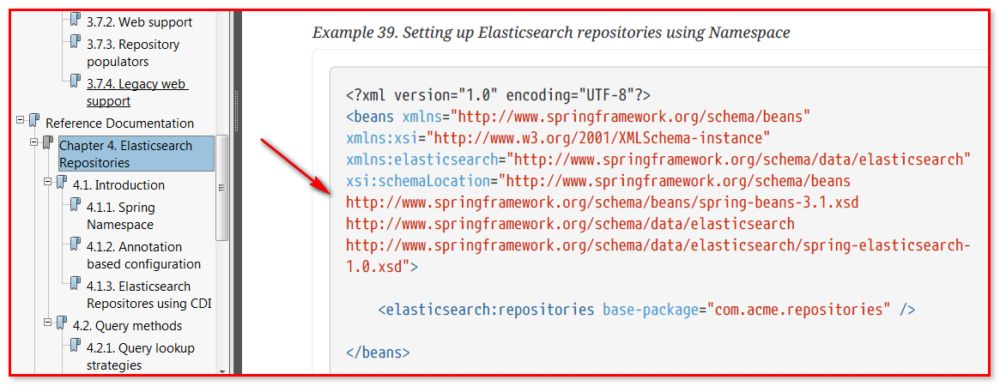 3.7.2. Web support
3.7.3. Repository
populators
3.7.4. Legacy web
support
Reference Documentation
Chapter 4. Elasticsearch
Repositories
4.1. Introduction
4.1.1. Spring
Namespace
4.1.2. Annotation
based configuration
4.1.3. Elasticsearch
Repositores using CDI
4.2. Query methods
4.2.1. Query lookup
strategies
Example 39. Setting up Elasticsearch repositories using Namespace
<?xml version="1.0" encoding="UTF-8"?>
<beans xmlns="http://www.springframework.org/schema/beans"
xmlns:xsi="http://www.w3.org/2001/XMLSchema-instance"
xmlns:elasticsearch="http://www.springframework.org/schema/data/elasticsearch"
xsi:schemaLocation="http://www.springframework.org/schema/beans
http://www.springframework.org/schema/beans/spring-beans-3.1.xsd
http://www.springframework.org/schema/data/elasticsearch
http://www.springframework.org/schema/data/elasticsearch/spring-elasticsearch-
1.0.xsd">
<elasticsearch:repositories base-package="com.acme.repositories" />
</beans>